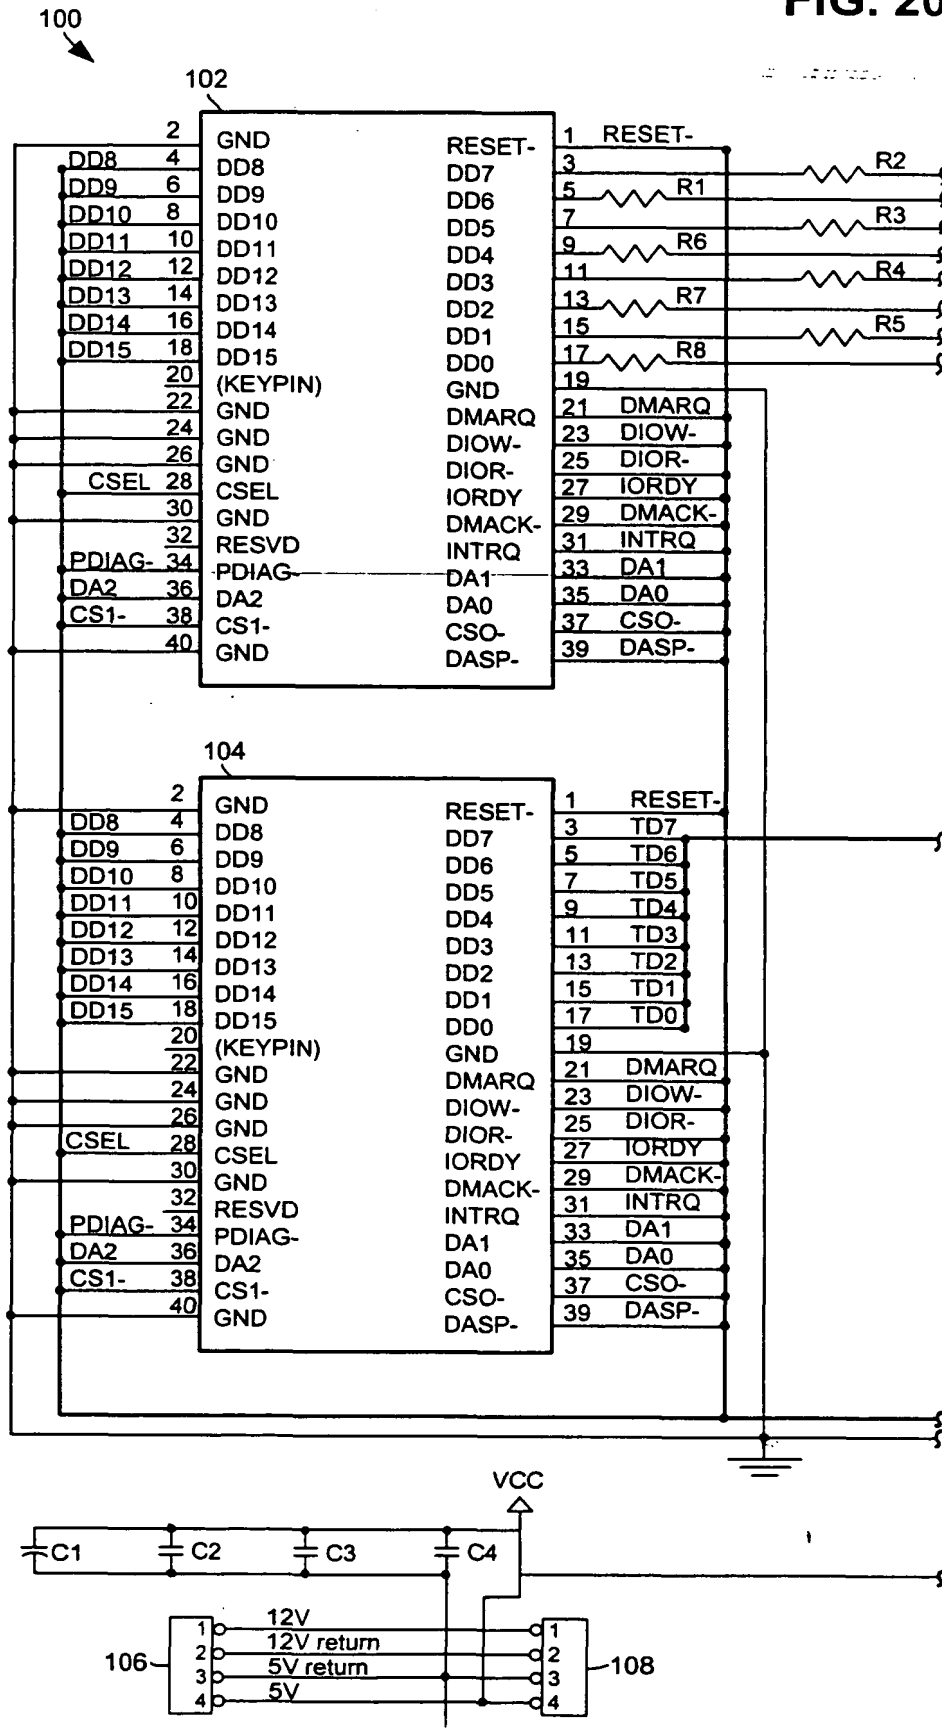 FIG. 20
100
102
2 GND RESET- 1 RESET-
DD8 4 DD8 DD7 3 R2
DD9 6 DD9 DD6 5 R1
DD10 8 DD10 DD5 7 R3
DD11 10 DD11 DD4 9 R6
DD12 12 DD12 DD3 11 R4
DD13 14 DD13 DD2 13 R7
DD14 16 DD14 DD1 15 R5
DD15 18 DD15 DD0 17 R8
20 (KEYPIN) GND 19
22 GND DMARQ 21 DMARQ
24 GND DIOW- 23 DIOW-
26 GND DIOR- 25 DIOR-
CSEL 28 CSEL IORDY 27 IORDY
30 GND DMACK- 29 DMACK-
32 RESVD INTRQ 31 INTRQ
PDIAG- 34 PDIAG- DA1 33 DA1
DA2 36 DA2 DA0 35 DA0
CS1- 38 CS1- CSO- 37 CSO-
40 GND DASP- 39 DASP-
104
2 GND RESET- 1 RESET-
DD8 4 DD8 DD7 3 TD7
DD9 6 DD9 DD6 5 TD6
DD10 8 DD10 DD5 7 TD5
DD11 10 DD11 DD4 9 TD4
DD12 12 DD12 DD3 11 TD3
DD13 14 DD13 DD2 13 TD2
DD14 16 DD14 DD1 15 TD1
DD15 18 DD15 DD0 17 TD0
20 (KEYPIN) GND 19
22 GND DMARQ 21 DMARQ
24 GND DIOW- 23 DIOW-
26 GND DIOR- 25 DIOR-
CSEL 28 CSEL IORDY 27 IORDY
30 GND DMACK- 29 DMACK-
32 RESVD INTRQ 31 INTRQ
PDIAG- 34 PDIAG- DA1 33 DA1
DA2 36 DA2 DA0 35 DA0
CS1- 38 CS1- CSO- 37 CSO-
40 GND DASP- 39 DASP-
VCC
C1 C2 C3 C4
1 12V 1
2 12V return 2
106 3 5V return 3 108
4 5V 4